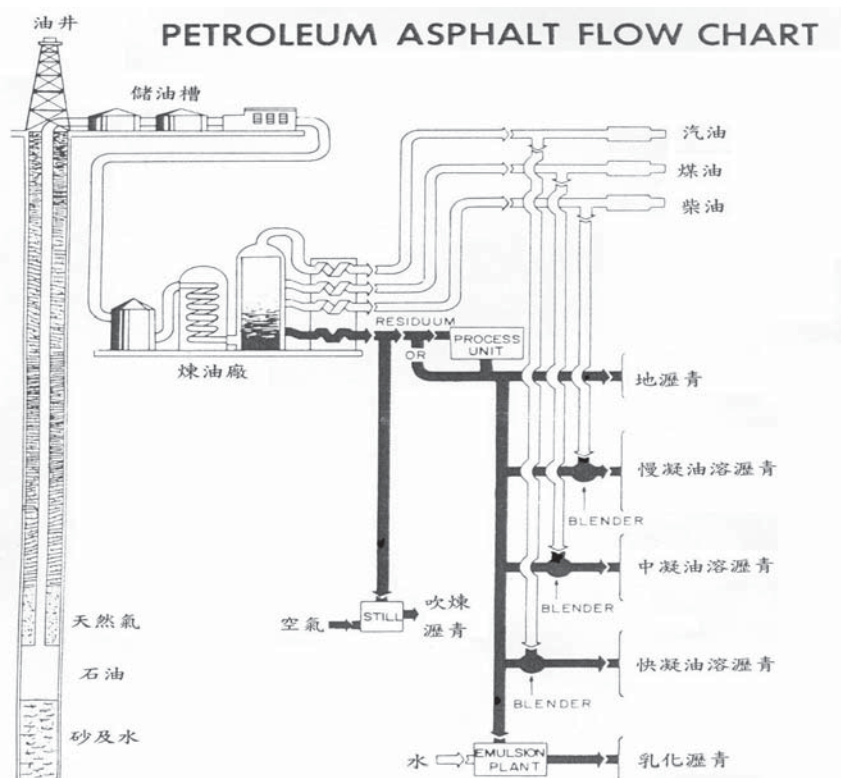 油井
PETROLEUM ASPHALT FLOW CHART
儲油槽
汽油
煤油
柴油
RESIDUUM
OR
PROCESS
UNIT
煉油廠
地瀝青
慢凝油溶瀝青
BLENDER
中凝油溶瀝青
BLENDER
天然氣
空氣
STILL
吹煉
瀝青
石油
快凝油溶瀝青
BLENDER
砂及水
水
EMULSION
PLANT
乳化瀝青